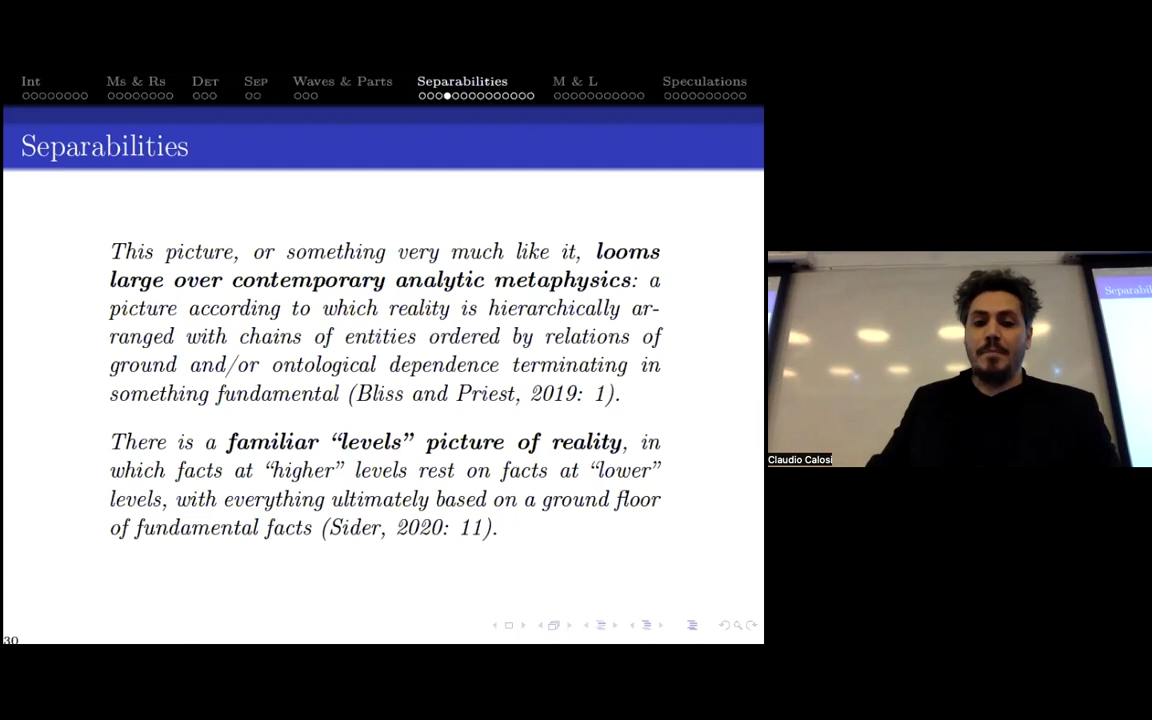 Int Ms & Rs Det Sep Waves & Parts Separabilities M & L Speculations
Separabilities
This picture, or something very much like it, looms
large over contemporary analytic metaphysics: a
picture according to which reality is hierarchically ar-
ranged with chains of entities ordered by relations of
ground and/or ontological dependence terminating in
something fundamental (Bliss and Priest, 2019: 1).
There is a familiar “levels” picture of reality, in
which facts at “higher” levels rest on facts at “lower”
levels, with everything ultimately based on a ground floor
of fundamental facts (Sider, 2020: 11).
30
Separabil
Claudio Calosi